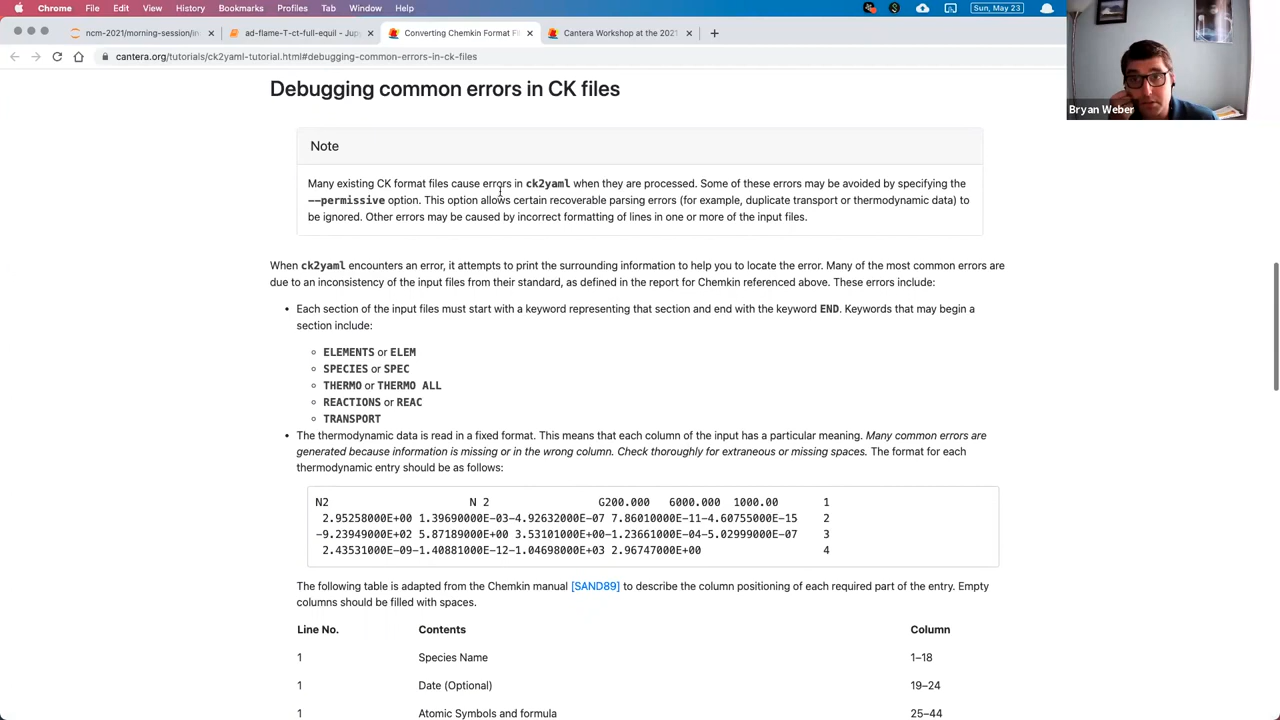 Chrome File Edit View History Bookmarks Profiles Tab Window Help Sun, May 23
ncm-2021/morning-session/in
ad-flame-T-ct-full-equil - Jup
Converting Chemkin Format Fi
Cantera Workshop at the 2021
cantera.org/tutorials/ck2yaml-tutorial.html#debugging-common-errors-in-ck-files
Bryan Weber
Debugging common errors in CK files
Note
Many existing CK format files cause errors in ck2yaml when they are processed. Some of these errors may be avoided by specifying the
--permissive option. This option allows certain recoverable parsing errors (for example, duplicate transport or thermodynamic data) to
be ignored. Other errors may be caused by incorrect formatting of lines in one or more of the input files.
When ck2yaml encounters an error, it attempts to print the surrounding information to help you to locate the error. Many of the most common errors are
due to an inconsistency of the input files from their standard, as defined in the report for Chemkin referenced above. These errors include:
• Each section of the input files must start with a keyword representing that section and end with the keyword END. Keywords that may begin a
section include:
ELEMENTS or ELEM
SPECIES or SPEC
THERMO or THERMO ALL
REACTIONS or REAC
TRANSPORT
• The thermodynamic data is read in a fixed format. This means that each column of the input has a particular meaning. Many common errors are
generated because information is missing or in the wrong column. Check thoroughly for extraneous or missing spaces. The format for each
thermodynamic entry should be as follows:
N2 N 2 G200.000 6000.000 1000.00 1
2.95258000E+00 1.39690000E-03-4.92632000E-07 7.86010000E-11-4.60755000E-15 2
-9.23949000E+02 5.87189000E+00 3.53101000E+00-1.23661000E-04-5.02999000E-07 3
2.43531000E-09-1.40881000E-12-1.04698000E+03 2.96747000E+00 4
The following table is adapted from the Chemkin manual [SAND89] to describe the column positioning of each required part of the entry. Empty
columns should be filled with spaces.
Line No. Contents Column
1 Species Name 1–18
1 Date (Optional) 19–24
1 Atomic Symbols and formula 25–44